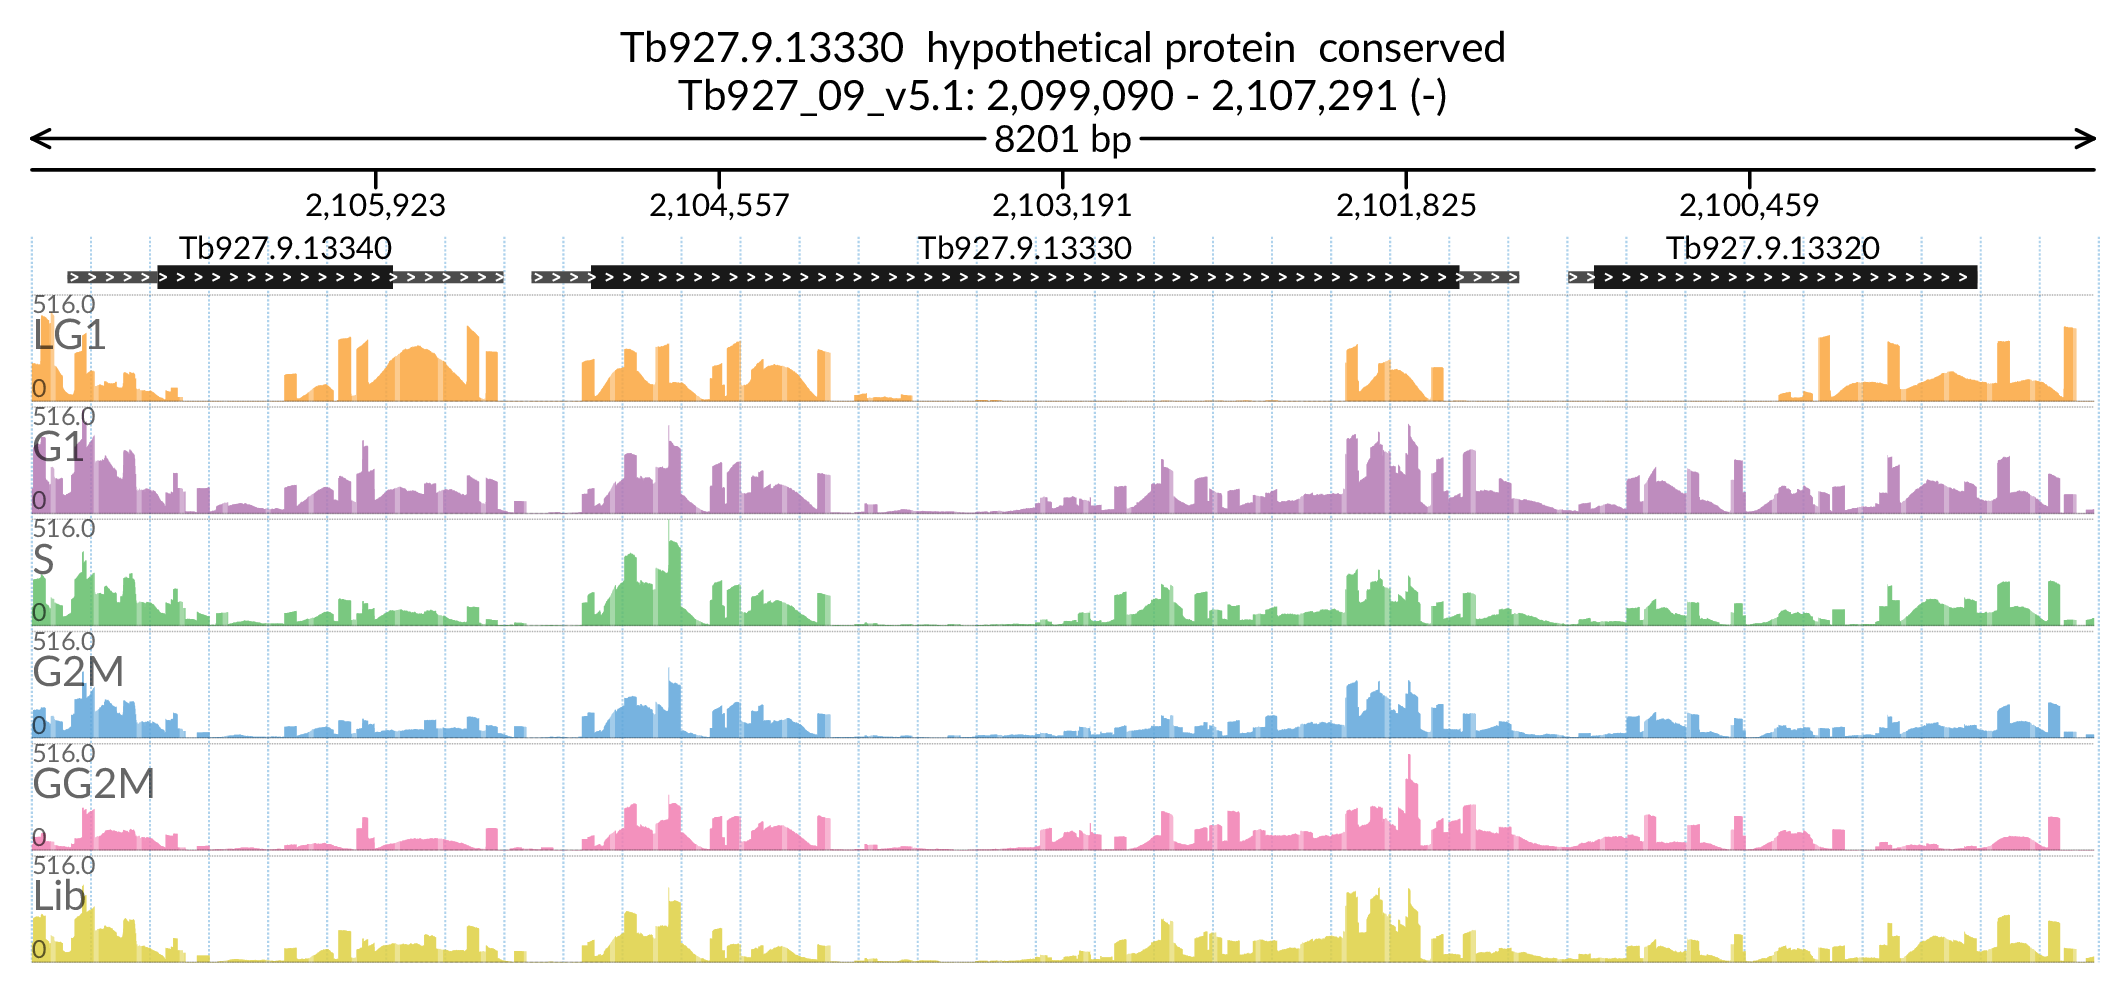 Tb927.9.13330  hypothetical protein  conserved
Tb927_09_v5.1: 2,099,090 - 2,107,291 (-)
8201 bp
2,105,923 2,104,557 2,103,191 2,101,825 2,100,459
Tb927.9.13340 Tb927.9.13330 Tb927.9.13320
516.0
LG1
0
516.0
G1
0
516.0
S
0
516.0
G2M
0
516.0
GG2M
0
516.0
Lib
0